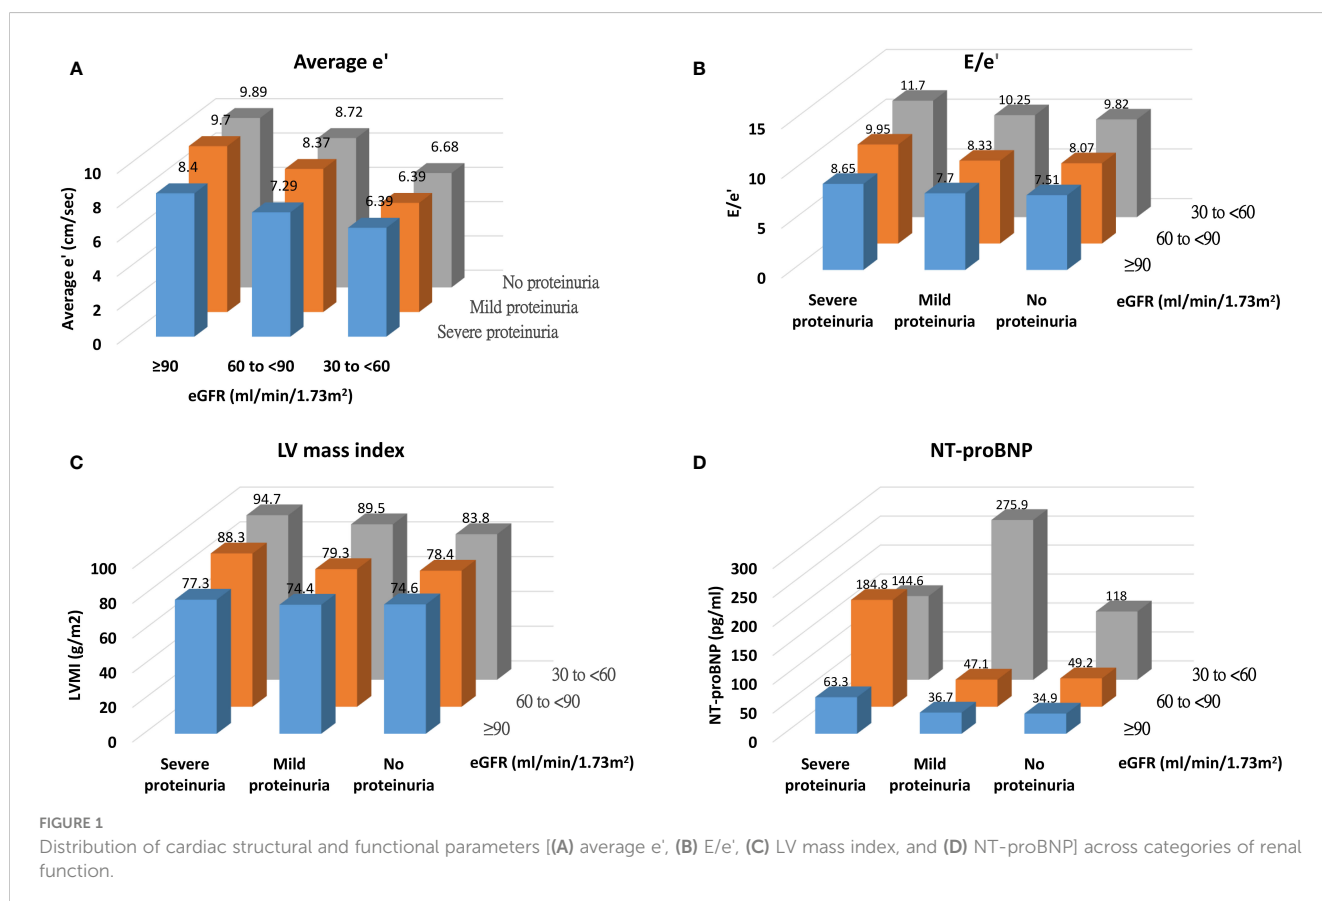 A
Average e'
9.89
9.7
8.4
8.72
8.37
7.29
6.68
6.39
6.39
10
8
6
4
2
0
Average e' (cm/sec)
No proteinuria
Mild proteinuria
Severe proteinuria
≥90 60 to <90 30 to <60
eGFR (ml/min/1.73m²)
B
E/e'
11.7
9.95
8.65
10.25
8.33
7.7
9.82
8.07
7.51
15
10
5
0
E/e'
30 to <60
60 to <90
≥90
Severe proteinuria
Mild proteinuria
No proteinuria
eGFR (ml/min/1.73m²)
C
LV mass index
94.7
88.3
77.3
89.5
79.3
74.4
83.8
78.4
74.6
100
80
60
40
20
0
LVMI (g/m2)
30 to <60
60 to <90
≥90
Severe proteinuria
Mild proteinuria
No proteinuria
eGFR (ml/min/1.73m²)
D
NT-proBNP
144.6
184.8
63.3
275.9
47.1
36.7
118
49.2
34.9
300
250
200
150
100
50
0
NT-proBNP (pg/ml)
30 to <60
60 to <90
≥90
Severe proteinuria
Mild proteinuria
No proteinuria
eGFR (ml/min/1.73m²)
FIGURE 1
Distribution of cardiac structural and functional parameters [(A) average e', (B) E/e', (C) LV mass index, and (D) NT-proBNP] across categories of renal
function.